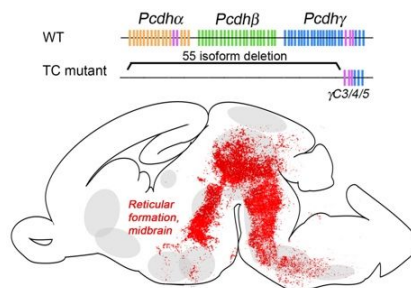 Pcdhα Pcdhβ Pcdhγ
WT
55 isoform deletion
TC mutant
γC3/4/5
Reticular
formation,
midbrain